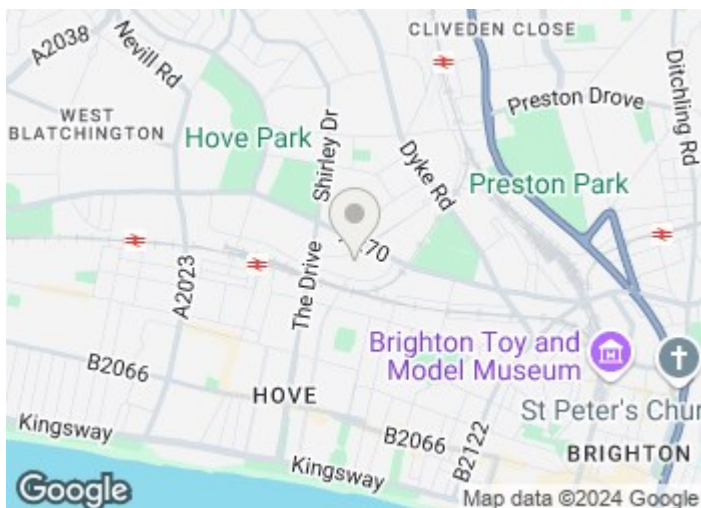 CLIVEDEN CLOSE
A2038
Nevill Rd
Ditchling Rd
WEST
BLATCHINGTON
Preston Drove
Hove Park
Shirley Dr
Dyke Rd
Preston Park
The Drive
A2023
Brighton Toy and
Model Museum
B2066
HOVE
St Peter's Chur
Kingsway
B2066
B2122
BRIGHTON
Kingsway
Google
Map data ©2024 Google